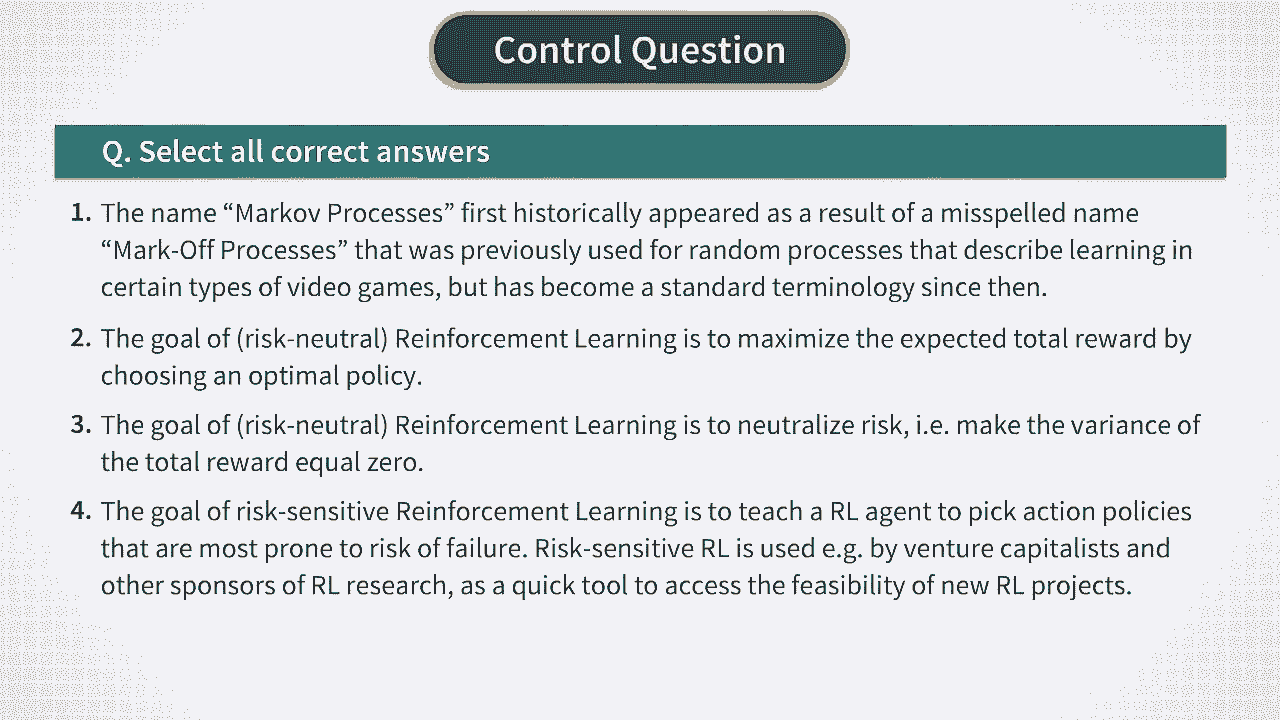 Control Question
Q. Select all correct answers
1. The name “Markov Processes” first historically appeared as a result of a misspelled name
“Mark-Off Processes” that was previously used for random processes that describe learning in
certain types of video games, but has become a standard terminology since then.
2. The goal of (risk-neutral) Reinforcement Learning is to maximize the expected total reward by
choosing an optimal policy.
3. The goal of (risk-neutral) Reinforcement Learning is to neutralize risk, i.e. make the variance of
the total reward equal zero.
4. The goal of risk-sensitive Reinforcement Learning is to teach a RL agent to pick action policies
that are most prone to risk of failure. Risk-sensitive RL is used e.g. by venture capitalists and
other sponsors of RL research, as a quick tool to access the feasibility of new RL projects.